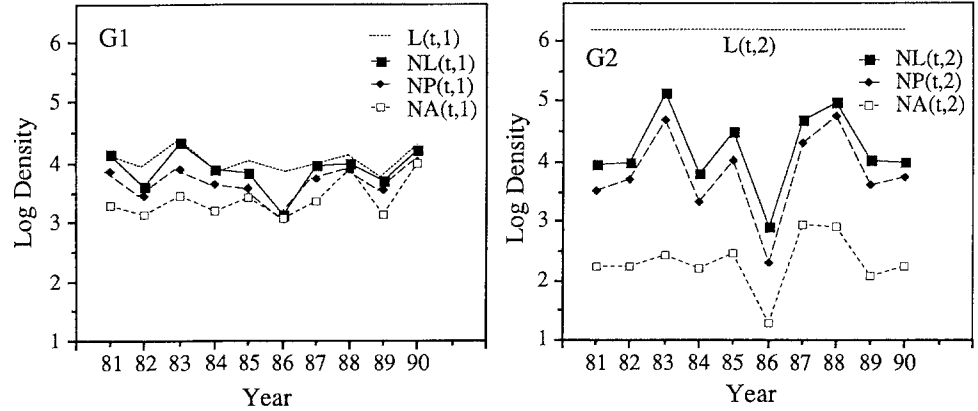 G1
L(t,1)
NL(t,1)
NP(t,1)
NA(t,1)
Log Density
6
5
4
3
2
1
81 82 83 84 85 86 87 88 89 90
Year
G2
L(t,2)
NL(t,2)
NP(t,2)
NA(t,2)
Log Density
6
5
4
3
2
1
81 82 83 84 85 86 87 88 89 90
Year